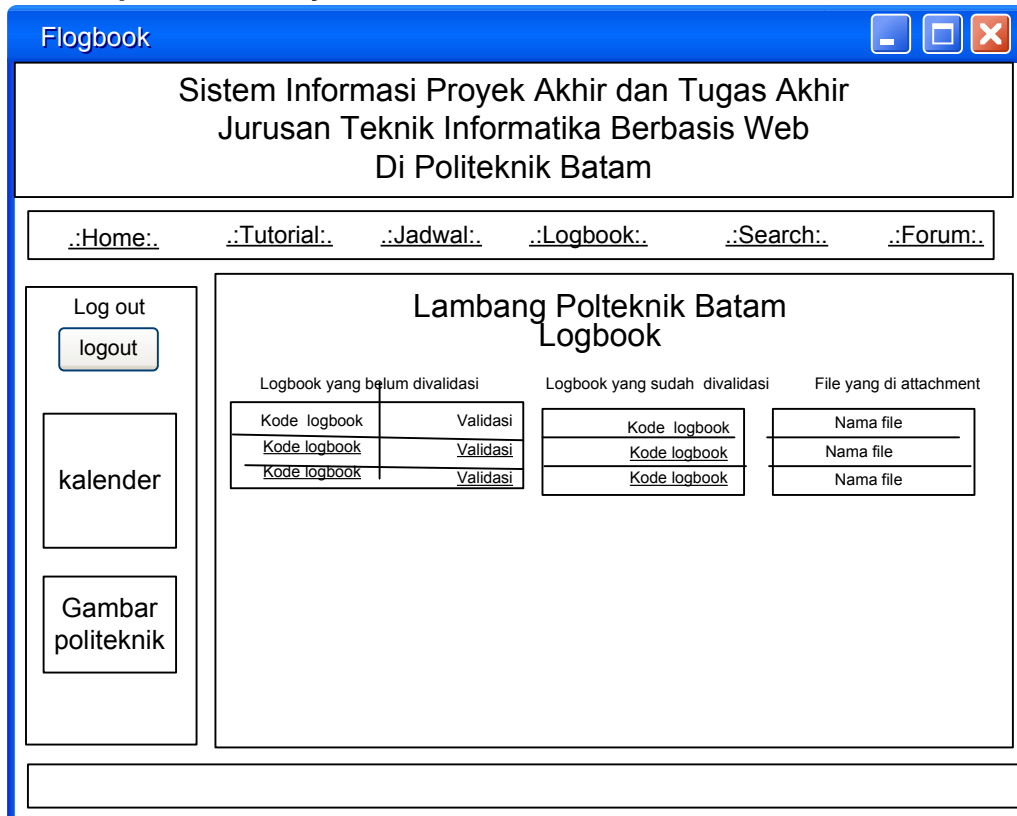 Flogbook
Sistem Informasi Proyek Akhir dan Tugas Akhir
Jurusan Teknik Informatika Berbasis Web
Di Politeknik Batam
.:Home:. .:Tutorial:. .:Jadwal:. .:Logbook:. .:Search:. .:Forum:.
Log out
logout
kalender
Gambar
politeknik
Lambang Polteknik Batam
Logbook
Logbook yang belum divalidasi
Kode logbook Validasi
Kode logbook Validasi
Kode logbook Validasi
Logbook yang sudah divalidasi
Kode logbook
Kode logbook
Kode logbook
File yang di attachment
Nama file
Nama file
Nama file